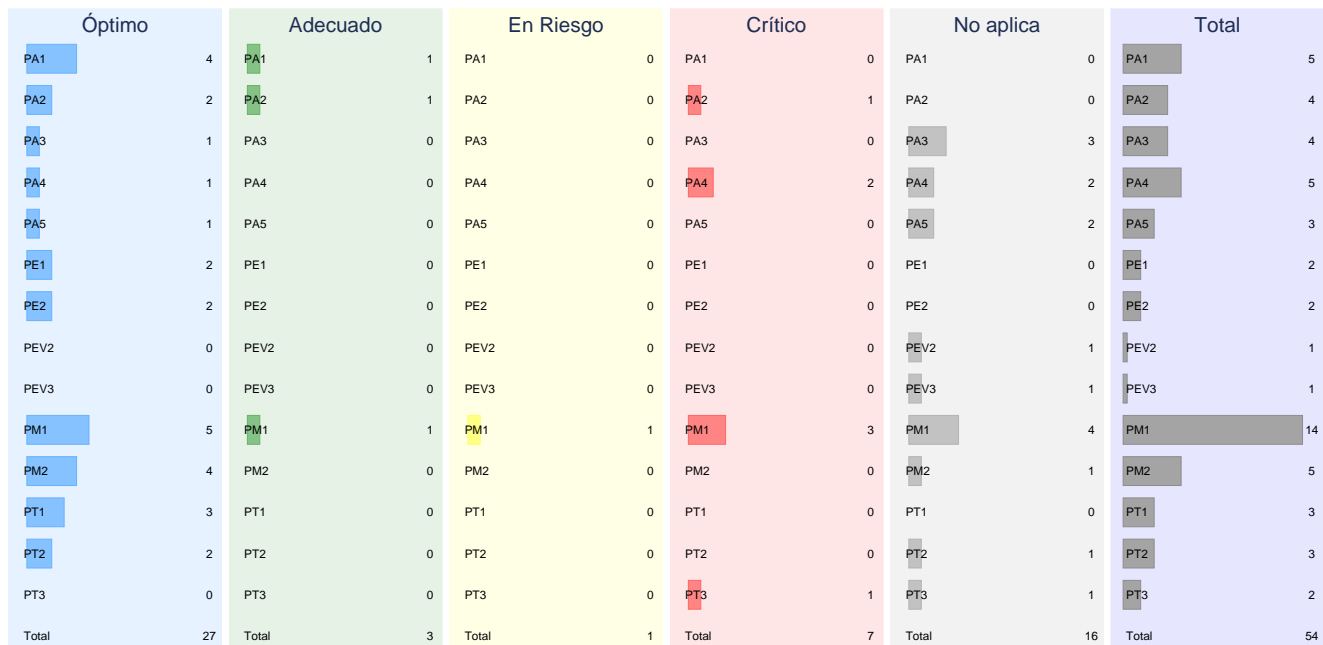 Óptimo Adecuado En Riesgo Crítico No aplica Total
PA1 4 PA1 1 PA1 0 PA1 0 PA1 0 PA1 5
PA2 2 PA2 1 PA2 0 PA2 1 PA2 0 PA2 4
PA3 1 PA3 0 PA3 0 PA3 0 PA3 3 PA3 4
PA4 1 PA4 0 PA4 0 PA4 2 PA4 2 PA4 5
PA5 1 PA5 0 PA5 0 PA5 0 PA5 2 PA5 3
PE1 2 PE1 0 PE1 0 PE1 0 PE1 0 PE1 2
PE2 2 PE2 0 PE2 0 PE2 0 PE2 0 PE2 2
PEV2 0 PEV2 0 PEV2 0 PEV2 0 PEV2 1 PEV2 1
PEV3 0 PEV3 0 PEV3 0 PEV3 0 PEV3 1 PEV3 1
PM1 5 PM1 1 PM1 1 PM1 3 PM1 4 PM1 14
PM2 4 PM2 0 PM2 0 PM2 0 PM2 1 PM2 5
PT1 3 PT1 0 PT1 0 PT1 0 PT1 0 PT1 3
PT2 2 PT2 0 PT2 0 PT2 0 PT2 1 PT2 3
PT3 0 PT3 0 PT3 0 PT3 1 PT3 1 PT3 2
Total 27 Total 3 Total 1 Total 7 Total 16 Total 54